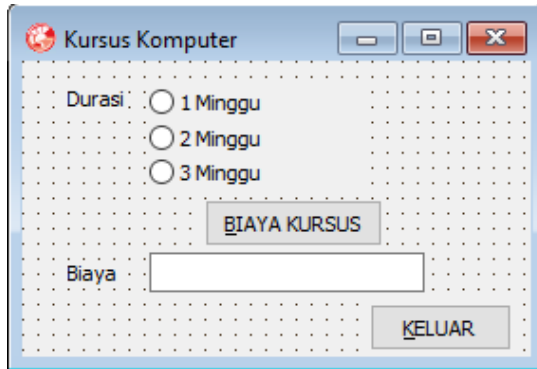 Kursus Komputer
Durasi 1 Minggu
2 Minggu
3 Minggu
BIAYA KURSUS
Biaya
KELUAR